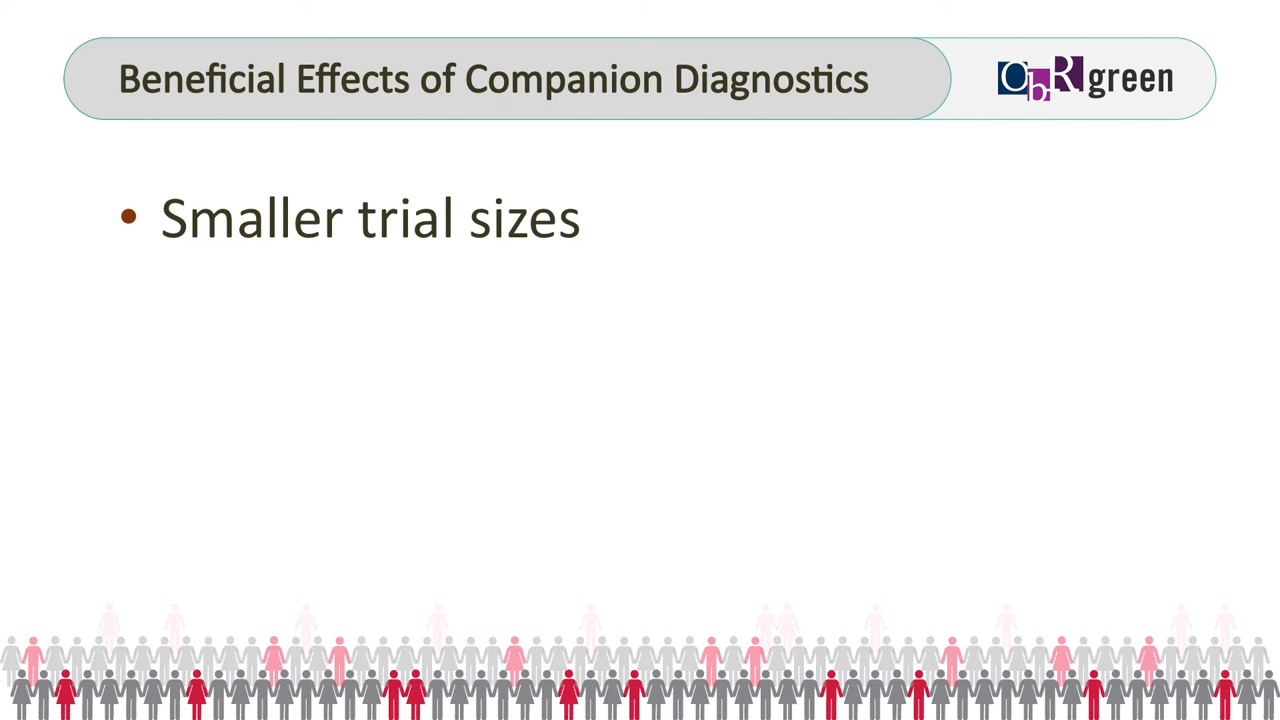 Beneficial Effects of Companion Diagnostics
ObR green
• Smaller trial sizes